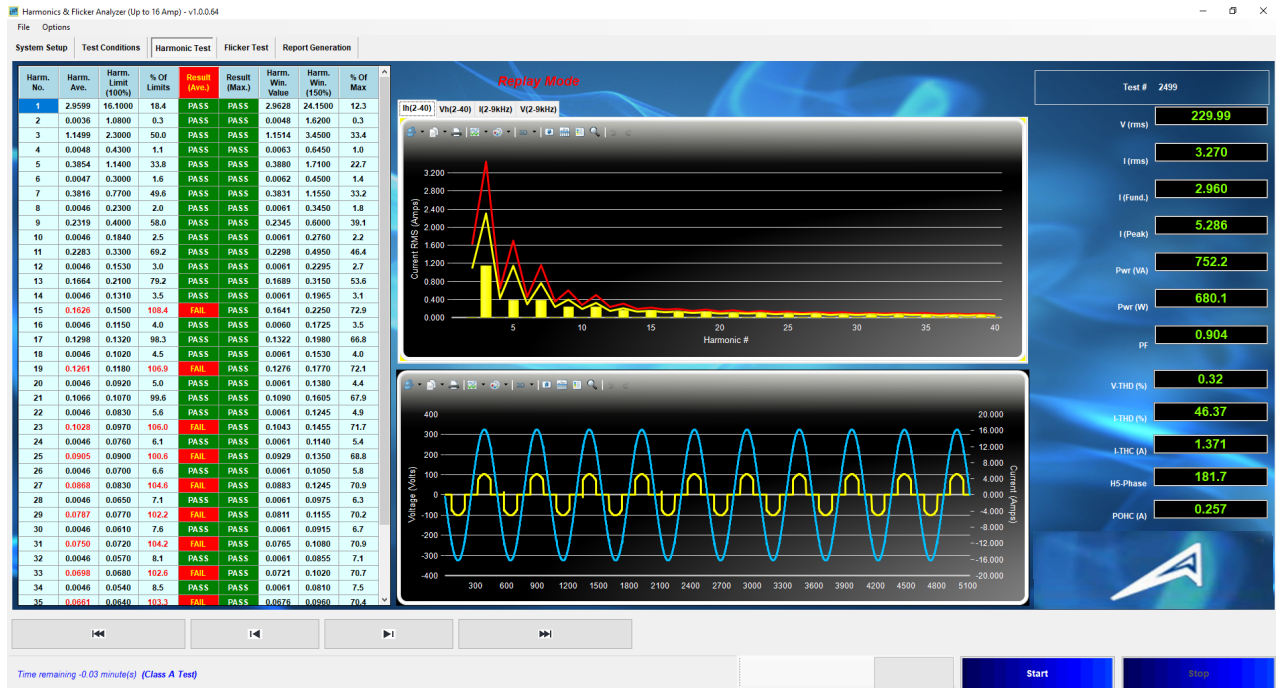 Harmonics & Flicker Analyzer (Up to 16 Amp) - v1.0.0.64
File Options
System Setup Test Conditions Harmonic Test Flicker Test Report Generation
Harm. No. Harm. Ave. Harm. Limit (100%) % Of Limits Result (Ave.) Result (Max.) Harm. Win. Value Harm. Win. (150%) % Of Max
1 2.9599 16.1000 18.4 PASS PASS 2.9628 24.1500 12.3
2 0.0036 1.0800 0.3 PASS PASS 0.0048 1.6200 0.3
3 1.1499 2.3000 50.0 PASS PASS 1.1514 3.4500 33.4
4 0.0048 0.4300 1.1 PASS PASS 0.0063 0.6450 1.0
5 0.3854 1.1400 33.8 PASS PASS 0.3880 1.7100 22.7
6 0.0047 0.3000 1.6 PASS PASS 0.0062 0.4500 1.4
7 0.3816 0.7700 49.6 PASS PASS 0.3831 1.1550 33.2
8 0.0046 0.2300 2.0 PASS PASS 0.0061 0.3450 1.8
9 0.2319 0.4000 58.0 PASS PASS 0.2345 0.6000 39.1
10 0.0046 0.1840 2.5 PASS PASS 0.0061 0.2760 2.2
11 0.2283 0.3300 69.2 PASS PASS 0.2298 0.4950 46.4
12 0.0046 0.1530 3.0 PASS PASS 0.0061 0.2295 2.7
13 0.1664 0.2100 79.2 PASS PASS 0.1689 0.3150 53.6
14 0.0046 0.1310 3.5 PASS PASS 0.0061 0.1965 3.1
15 0.1626 0.1500 108.4 FAIL PASS 0.1641 0.2250 72.9
16 0.0046 0.1150 4.0 PASS PASS 0.0060 0.1725 3.5
17 0.1298 0.1320 98.3 PASS PASS 0.1322 0.1980 66.8
18 0.0046 0.1020 4.5 PASS PASS 0.0061 0.1530 4.0
19 0.1261 0.1180 106.9 FAIL PASS 0.1276 0.1770 72.1
20 0.0046 0.0920 5.0 PASS PASS 0.0061 0.1380 4.4
21 0.1066 0.1070 99.6 PASS PASS 0.1090 0.1605 67.9
22 0.0046 0.0830 5.6 PASS PASS 0.0061 0.1245 4.9
23 0.1028 0.0970 106.0 FAIL PASS 0.1043 0.1455 71.7
24 0.0046 0.0760 6.1 PASS PASS 0.0061 0.1140 5.4
25 0.0905 0.0900 100.6 FAIL PASS 0.0929 0.1350 68.8
26 0.0046 0.0700 6.6 PASS PASS 0.0061 0.1050 5.8
27 0.0868 0.0830 104.6 FAIL PASS 0.0883 0.1245 70.9
28 0.0046 0.0650 7.1 PASS PASS 0.0061 0.0975 6.3
29 0.0787 0.0770 102.2 FAIL PASS 0.0811 0.1155 70.2
30 0.0046 0.0610 7.6 PASS PASS 0.0061 0.0915 6.7
31 0.0750 0.0720 104.2 FAIL PASS 0.0765 0.1080 70.9
32 0.0046 0.0570 8.1 PASS PASS 0.0061 0.0855 7.1
33 0.0698 0.0680 102.6 FAIL PASS 0.0721 0.1020 70.7
34 0.0046 0.0540 8.5 PASS PASS 0.0061 0.0810 7.5
35 0.0661 0.0640 103.3 FAIL PASS 0.0676 0.0960 70.4
Replay Mode
Ih(2-40) Vh(2-40) I(2-9kHz) V(2-9kHz)
Current RMS (Amps)
3.200
2.800
2.400
2.000
1.600
1.200
0.800
0.400
0.000
5 10 15 20 25 30 35 40
Harmonic #
Voltage (Volts)
400 20.000
300 16.000
200 12.000
100 8.000
0 4.000
-100 0.000
-200 -4.000
-300 -8.000
-400 -12.000
-16.000
-20.000
Current (Amps)
300 600 900 1200 1500 1800 2100 2400 2700 3000 3300 3600 3900 4200 4500 4800 5100
Test # 2499
V (rms) 229.99
I (rms) 3.270
I (Fund.) 2.960
I (Peak) 5.286
Pwr (VA) 752.2
Pwr (W) 680.1
PF 0.904
V-THD (%) 0.32
I-THD (%) 46.37
I-THC (A) 1.371
H5-Phase 181.7
POHC (A) 0.257
Time remaining -0.03 minute(s) (Class A Test)
Start
Stop